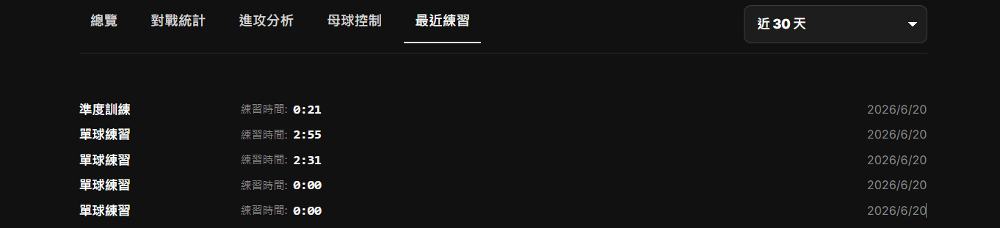 總覽 對戰統計 進攻分析 母球控制 最近練習 近 30 天
準度訓練 練習時間: 0:21 2026/6/20
單球練習 練習時間: 2:55 2026/6/20
單球練習 練習時間: 2:31 2026/6/20
單球練習 練習時間: 0:00 2026/6/20
單球練習 練習時間: 0:00 2026/6/20